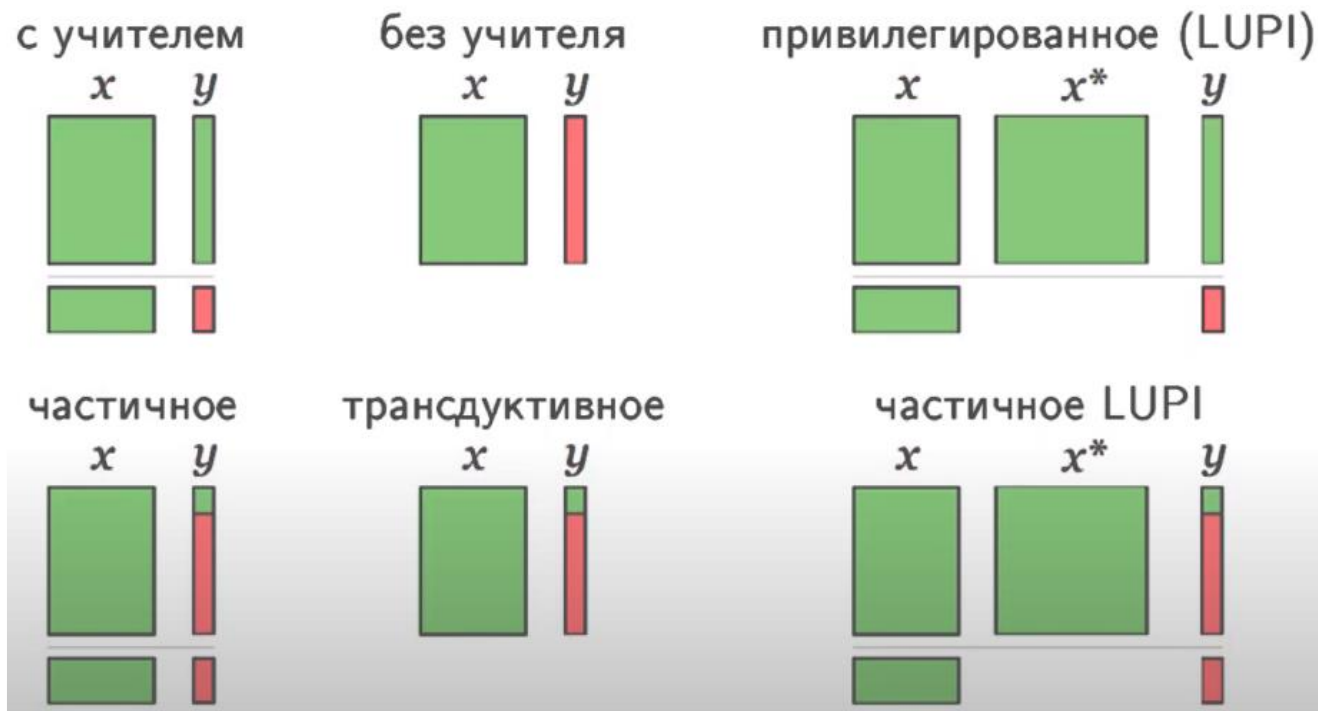 с учителем
x y
без учителя
x y
привилегированное (LUPI)
x x* y
частичное
x y
трансдуктивное
x y
частичное LUPI
x x* y